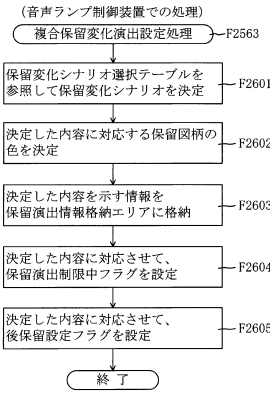 （音声ランプ制御装置での処理）
複合保留変化演出設定処理
F2563
保留変化シナリオ選択テーブルを
参照して保留変化シナリオを決定
F2601
決定した内容に対応する保留図柄の
色を決定
F2602
決定した内容を示す情報を
保留演出情報格納エリアに格納
F2603
決定した内容に対応させて、
保留演出制限中フラグを設定
F2604
決定した内容に対応させて、
後保留設定フラグを設定
F2605
終了